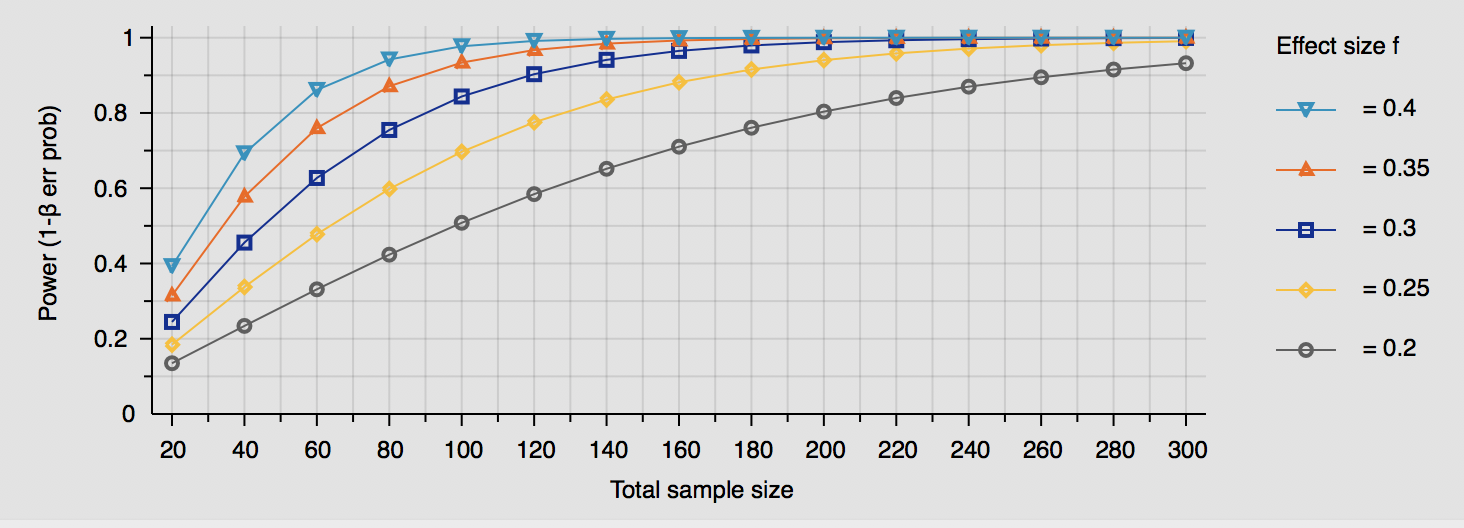 Power (1-β err prob)
1
0.8
0.6
0.4
0.2
0
20 40 60 80 100 120 140 160 180 200 220 240 260 280 300
Total sample size
Effect size f
= 0.4
= 0.35
= 0.3
= 0.25
= 0.2